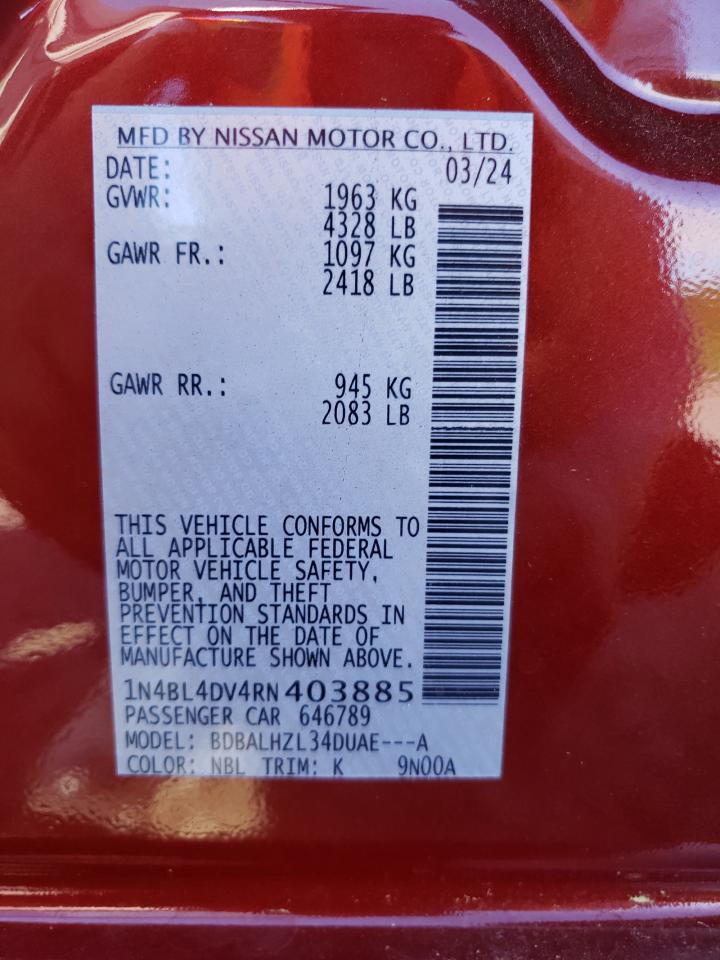 MFD BY NISSAN MOTOR CO., LTD.
DATE: 03/24
GVWR: 1963 KG
4328 LB
GAWR FR.: 1097 KG
2418 LB
GAWR RR.: 945 KG
2083 LB
THIS VEHICLE CONFORMS TO
ALL APPLICABLE FEDERAL
MOTOR VEHICLE SAFETY,
BUMPER, AND THEFT
PREVENTION STANDARDS IN
EFFECT ON THE DATE OF
MANUFACTURE SHOWN ABOVE.
1N4BL4DV4RN403885
PASSENGER CAR 646789
MODEL: BDBALHZL34DUAE---A
COLOR: NBL TRIM: K 9N00A